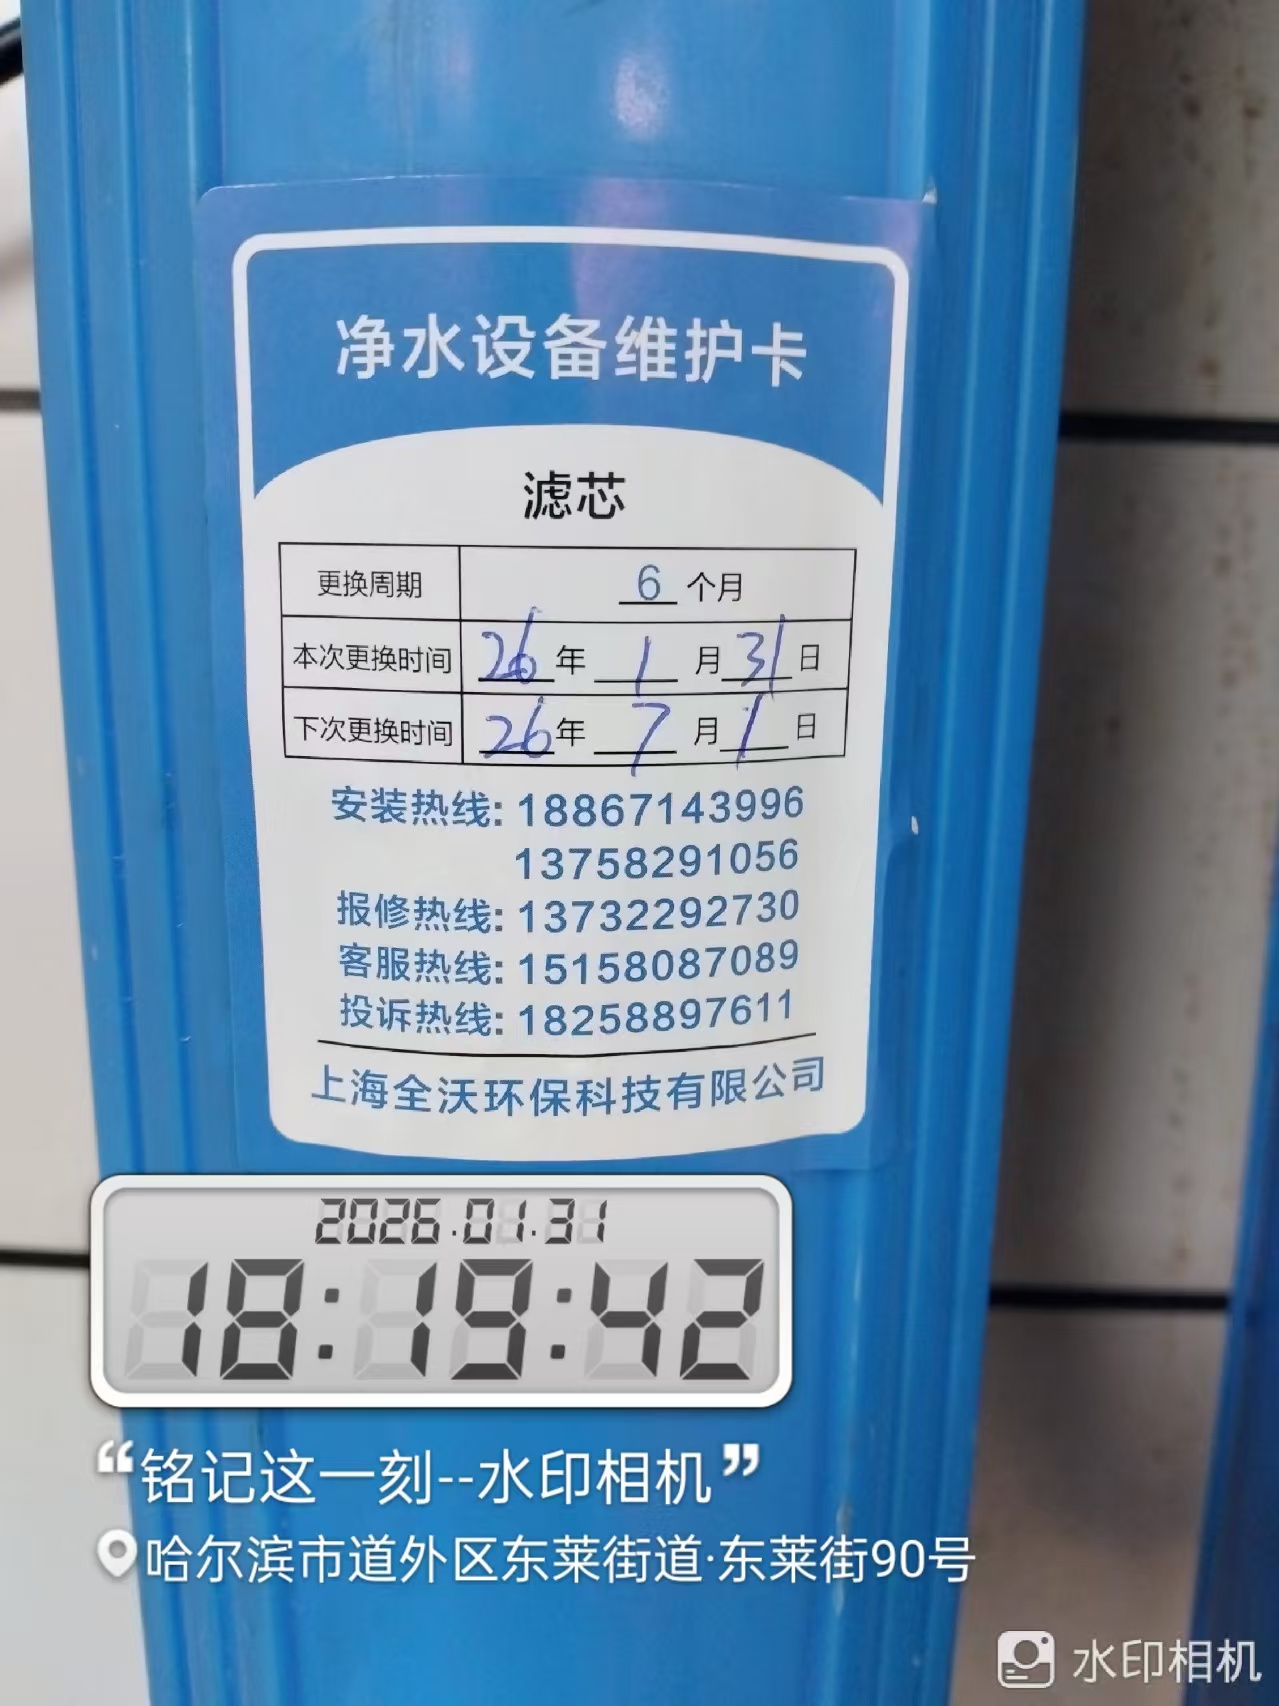 净水设备维护卡
滤芯
更换周期 6 个月
本次更换时间 26年 1 月 31 日
下次更换时间 26年 7 月 1 日
安装热线: 18867143996
13758291056
报修热线: 13732292730
客服热线: 15158087089
投诉热线: 18258897611
上海全沃环保科技有限公司
2026.01.31
18:19:42
“铭记这一刻--水印相机”
哈尔滨市道外区东莱街道·东莱街90号
水印相机